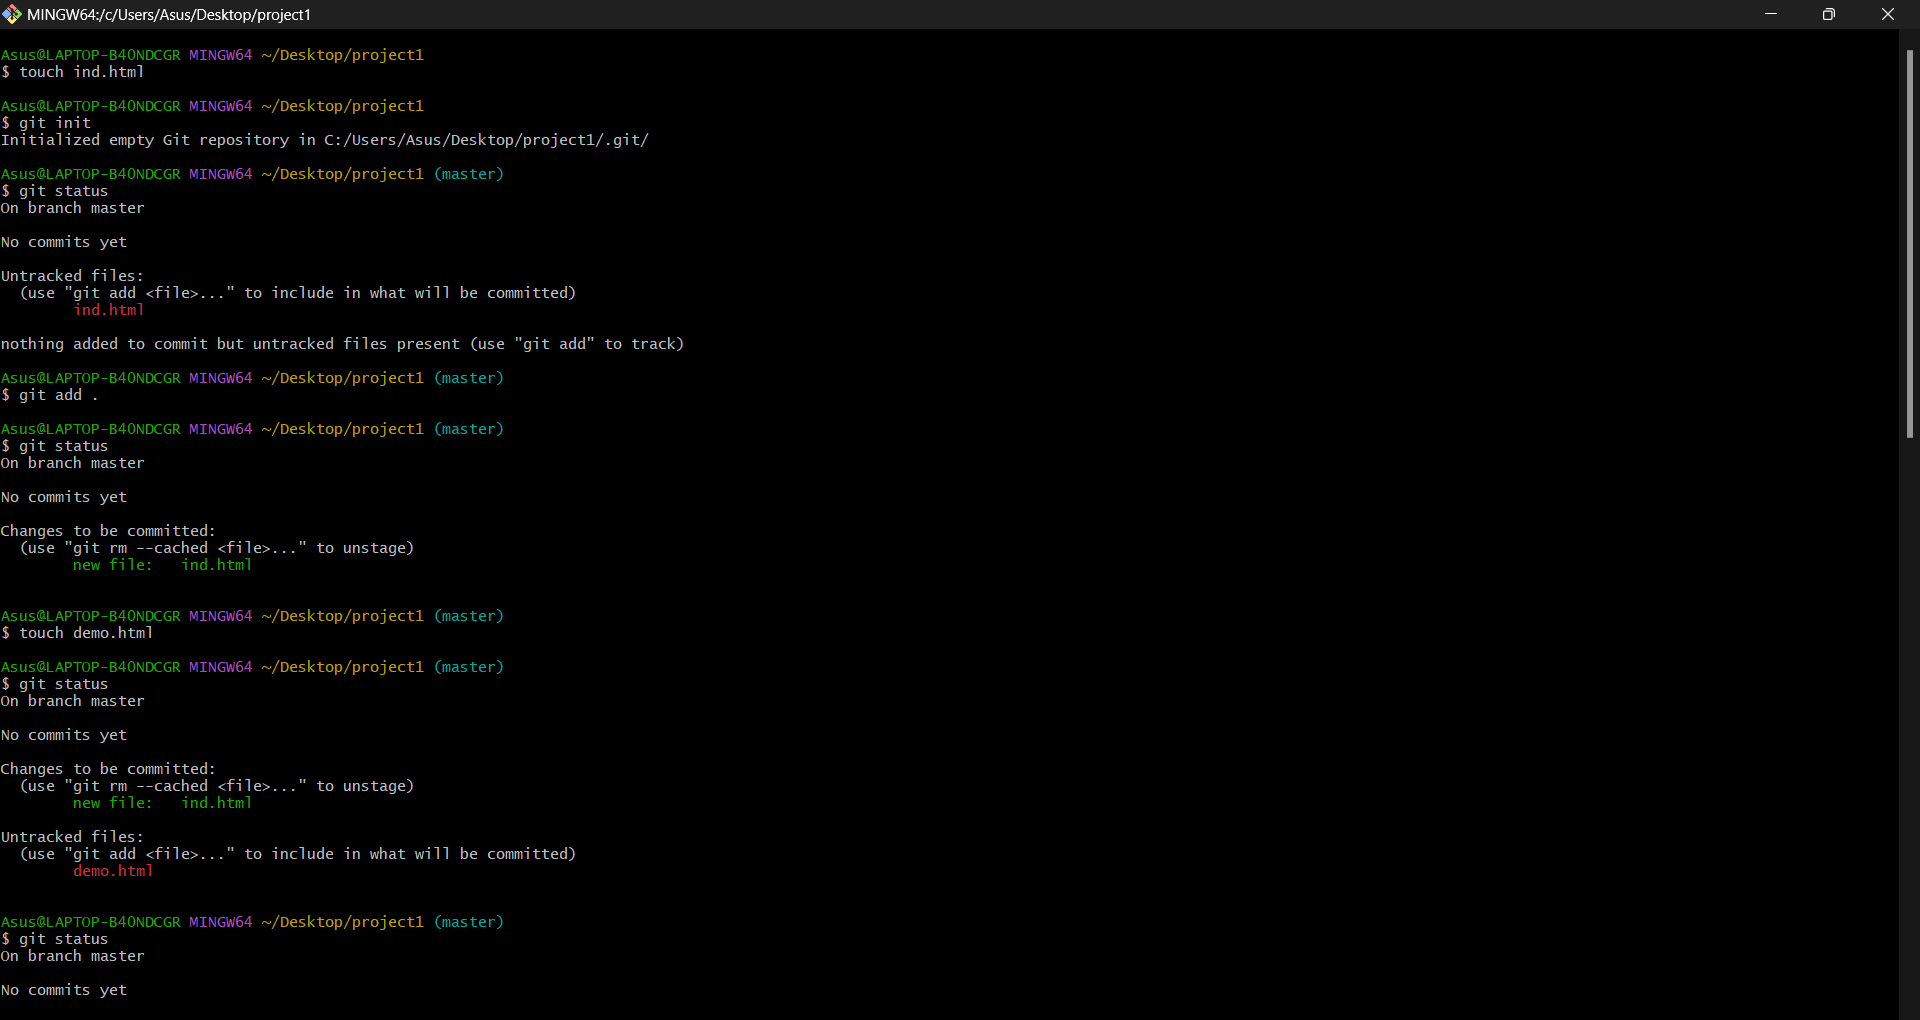 MINGW64:/c/Users/Asus/Desktop/project1
Asus@LAPTOP-B40NDCGR MINGW64 ~/Desktop/project1
$ touch ind.html
Asus@LAPTOP-B40NDCGR MINGW64 ~/Desktop/project1
$ git init
Initialized empty Git repository in C:/Users/Asus/Desktop/project1/.git/
Asus@LAPTOP-B40NDCGR MINGW64 ~/Desktop/project1 (master)
$ git status
On branch master
No commits yet
Untracked files:
  (use "git add <file>..." to include in what will be committed)
        ind.html
nothing added to commit but untracked files present (use "git add" to track)
Asus@LAPTOP-B40NDCGR MINGW64 ~/Desktop/project1 (master)
$ git add .
Asus@LAPTOP-B40NDCGR MINGW64 ~/Desktop/project1 (master)
$ git status
On branch master
No commits yet
Changes to be committed:
  (use "git rm --cached <file>..." to unstage)
        new file:   ind.html
Asus@LAPTOP-B40NDCGR MINGW64 ~/Desktop/project1 (master)
$ touch demo.html
Asus@LAPTOP-B40NDCGR MINGW64 ~/Desktop/project1 (master)
$ git status
On branch master
No commits yet
Changes to be committed:
  (use "git rm --cached <file>..." to unstage)
        new file:   ind.html
Untracked files:
  (use "git add <file>..." to include in what will be committed)
        demo.html
Asus@LAPTOP-B40NDCGR MINGW64 ~/Desktop/project1 (master)
$ git status
On branch master
No commits yet